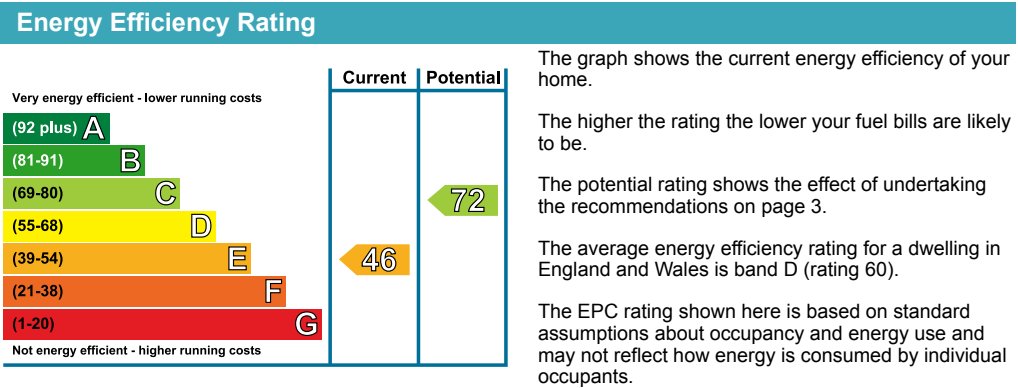 Energy Efficiency Rating
Current Potential
Very energy efficient - lower running costs
(92 plus) A
(81-91) B
(69-80) C
72
(55-68) D
(39-54) E
46
(21-38) F
(1-20) G
Not energy efficient - higher running costs
The graph shows the current energy efficiency of your
home.
The higher the rating the lower your fuel bills are likely
to be.
The potential rating shows the effect of undertaking
the recommendations on page 3.
The average energy efficiency rating for a dwelling in
England and Wales is band D (rating 60).
The EPC rating shown here is based on standard
assumptions about occupancy and energy use and
may not reflect how energy is consumed by individual
occupants.